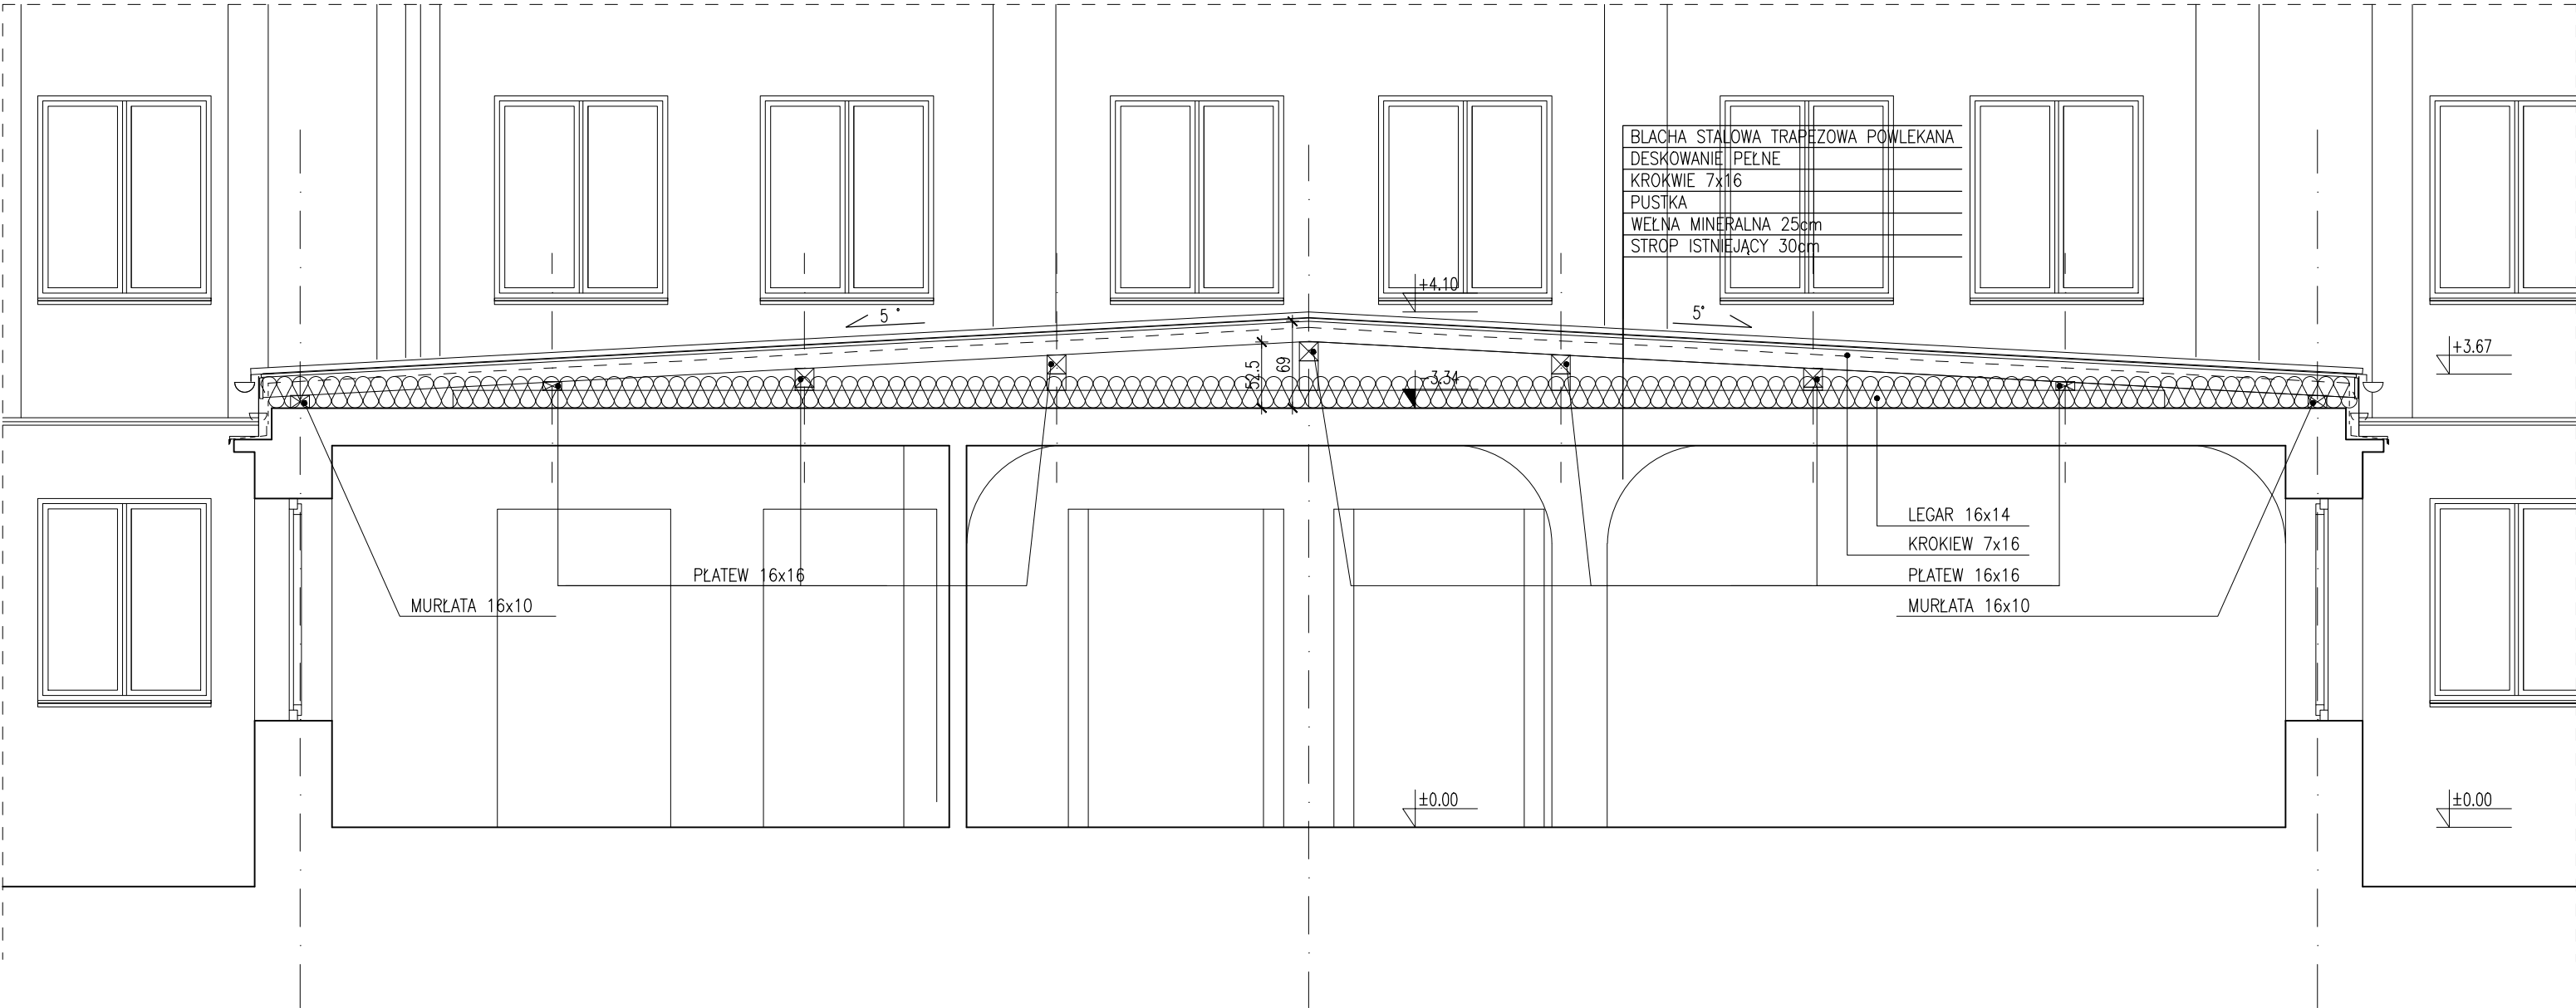 BLACHA STALOWA TRAPEZOWA POWLEKANA
DESKOWANIE PEŁNE
KROKWIE 7x16
PUSTKA
WEŁNA MINERALNA 25cm
STROP ISTNIEJĄCY 30cm
+4.10
5°
5°
+3.67
52.5
69
-3.34
LEGAR 16x14
KROKIEW 7x16
PŁATEW 16x16
PŁATEW 16x16
MURŁATA 16x10
MURŁATA 16x10
±0.00
±0.00